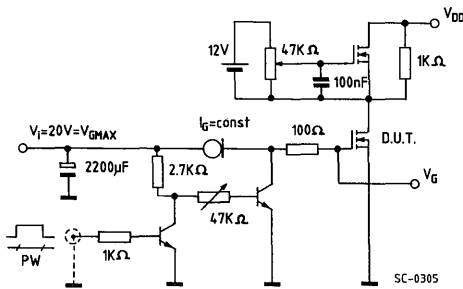 V_DD
12V
47KΩ
100nF
1KΩ
V_i=20V=V_GMAX
I_G=const
100Ω
D.U.T.
2200μF
2.7KΩ
47KΩ
V_G
PW
1KΩ
SC-0305